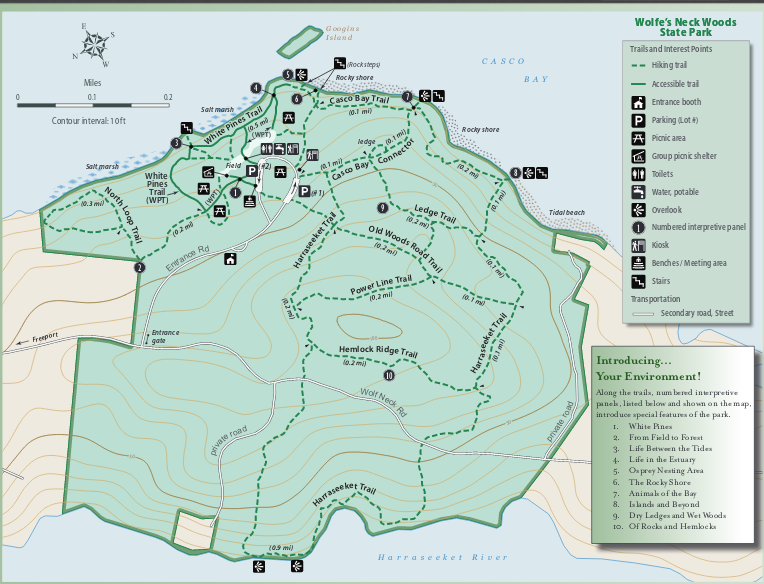 Wolfe's Neck Woods
State Park
Trails and Interest Points
Hiking trail
Accessible trail
Entrance booth
P
Parking (Lot #)
Picnic area
Group picnic shelter
Toilets
Water, potable
Overlook
1
Numbered interpretive panel
Kiosk
Benches / Meeting area
Stairs
Transportation
Secondary road, Street
E
S
N
W
Miles
0
0.1
0.2
Contour interval: 10ft
Googins
Island
CASCO
BAY
(Rock steps)
Rocky shore
5
4
6
7
Salt marsh
White Pines Trail
(0.5 mi)
(WPT)
Casco Bay Trail
(0.1 mi)
3
ledge
(0.1 mi)
Rocky shore
Salt marsh
Field
P
(#2)
(0.1 mi)
Casco Bay
Connector
(0.2 mi)
8
White
Pines
Trail
(WPT)
(WPT)
1
P
(#1)
(0.1 mi)
North Loop Trail
(0.3 mi)
(0.2 mi)
9
Ledge Trail
(0.2 mi)
Tidal beach
Old Woods Road Trail
(0.2 mi)
Harraseeket Trail
Entrance Rd
2
(0.1 mi)
Power Line Trail
(0.2 mi)
(0.1 mi)
(0.2 mi)
Freeport
Entrance
gate
Hemlock Ridge Trail
(0.2 mi)
Harraseeket Trail
(0.3 mi)
10
Wolf Neck Rd
private road
private road
Harraseeket Trail
(0.9 mi)
Harraseeket River
Introducing...
Your Environment!
Along the trails, numbered interpretive
panels, listed below and shown on the map,
introduce special features of the park.
1. White Pines
2. From Field to Forest
3. Life Between the Tides
4. Life in the Estuary
5. Osprey Nesting Area
6. The Rocky Shore
7. Animals of the Bay
8. Islands and Beyond
9. Dry Ledges and Wet Woods
10. Of Rocks and Hemlocks